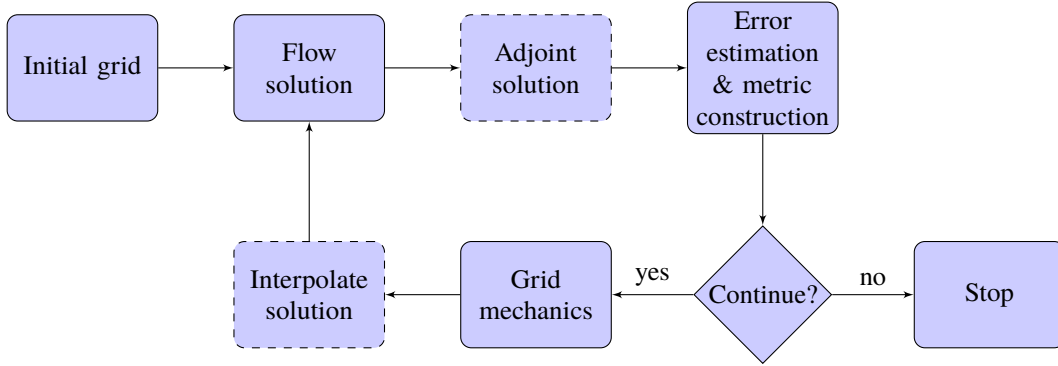 Initial grid
Flow
solution
Adjoint
solution
Error
estimation
& metric
construction
Interpolate
solution
Grid
mechanics
yes
Continue?
no
Stop